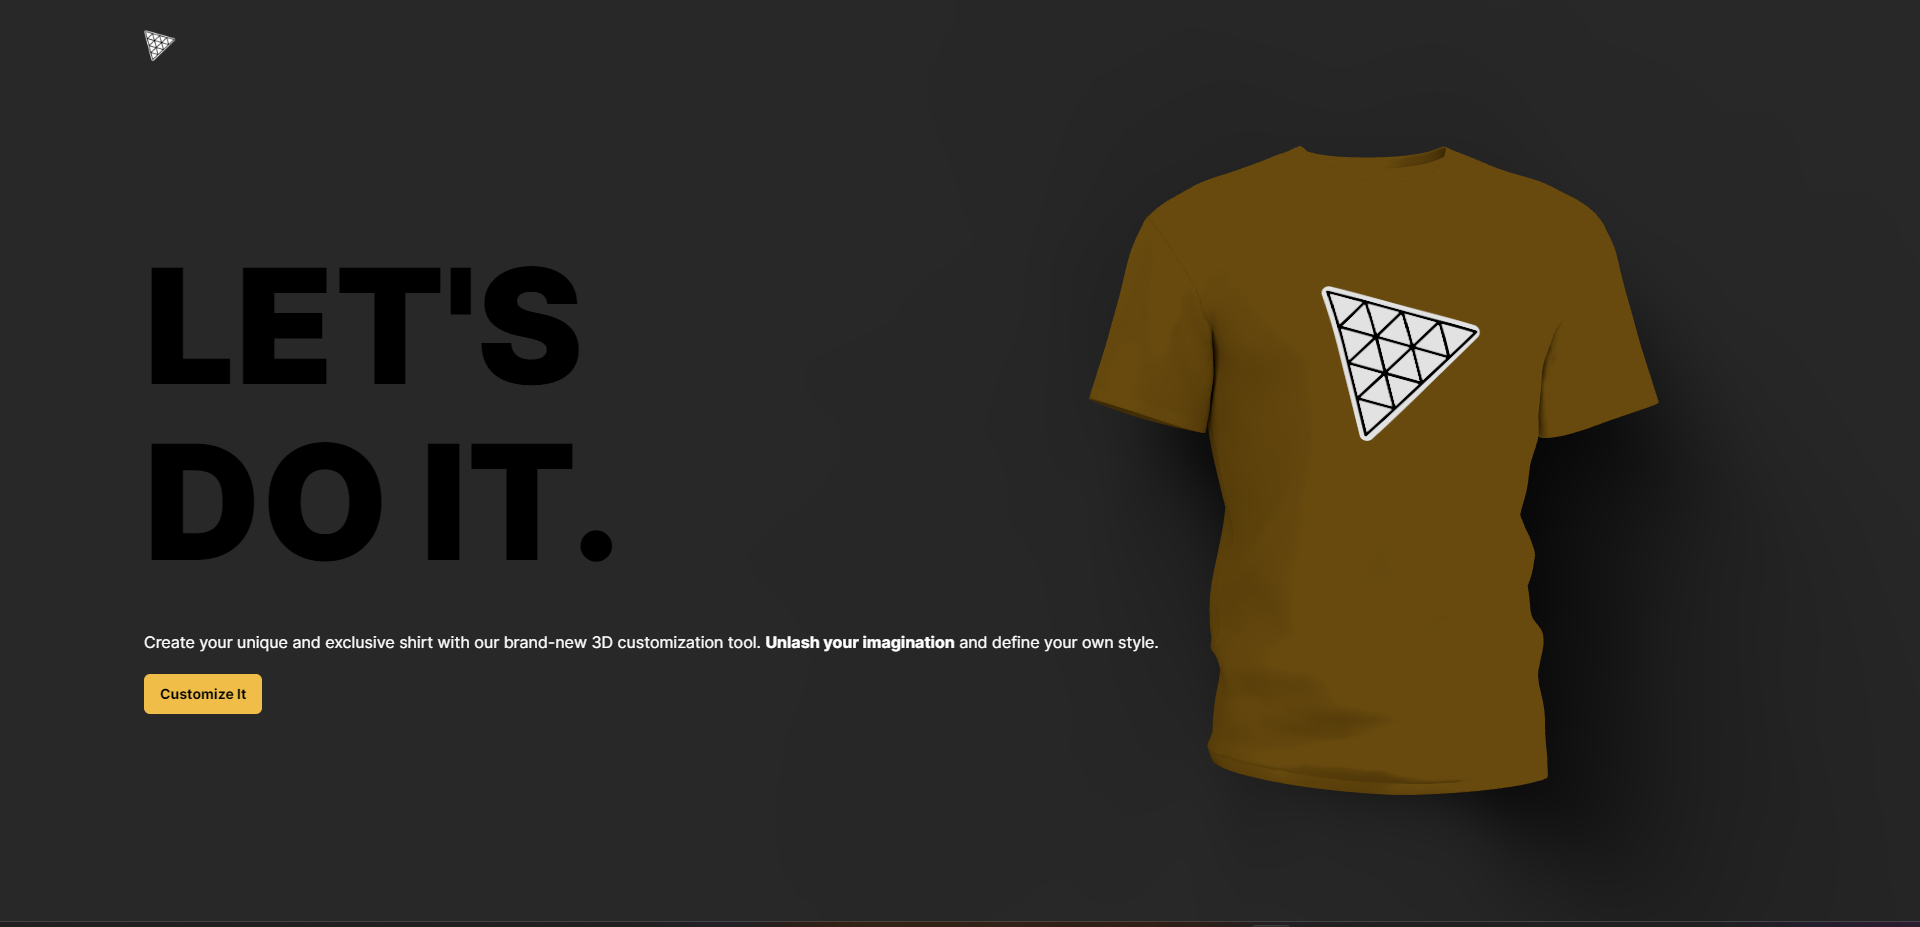 LET'S
DO IT.
Create your unique and exclusive shirt with our brand-new 3D customization tool. Unlash your imagination and define your own style.
Customize It